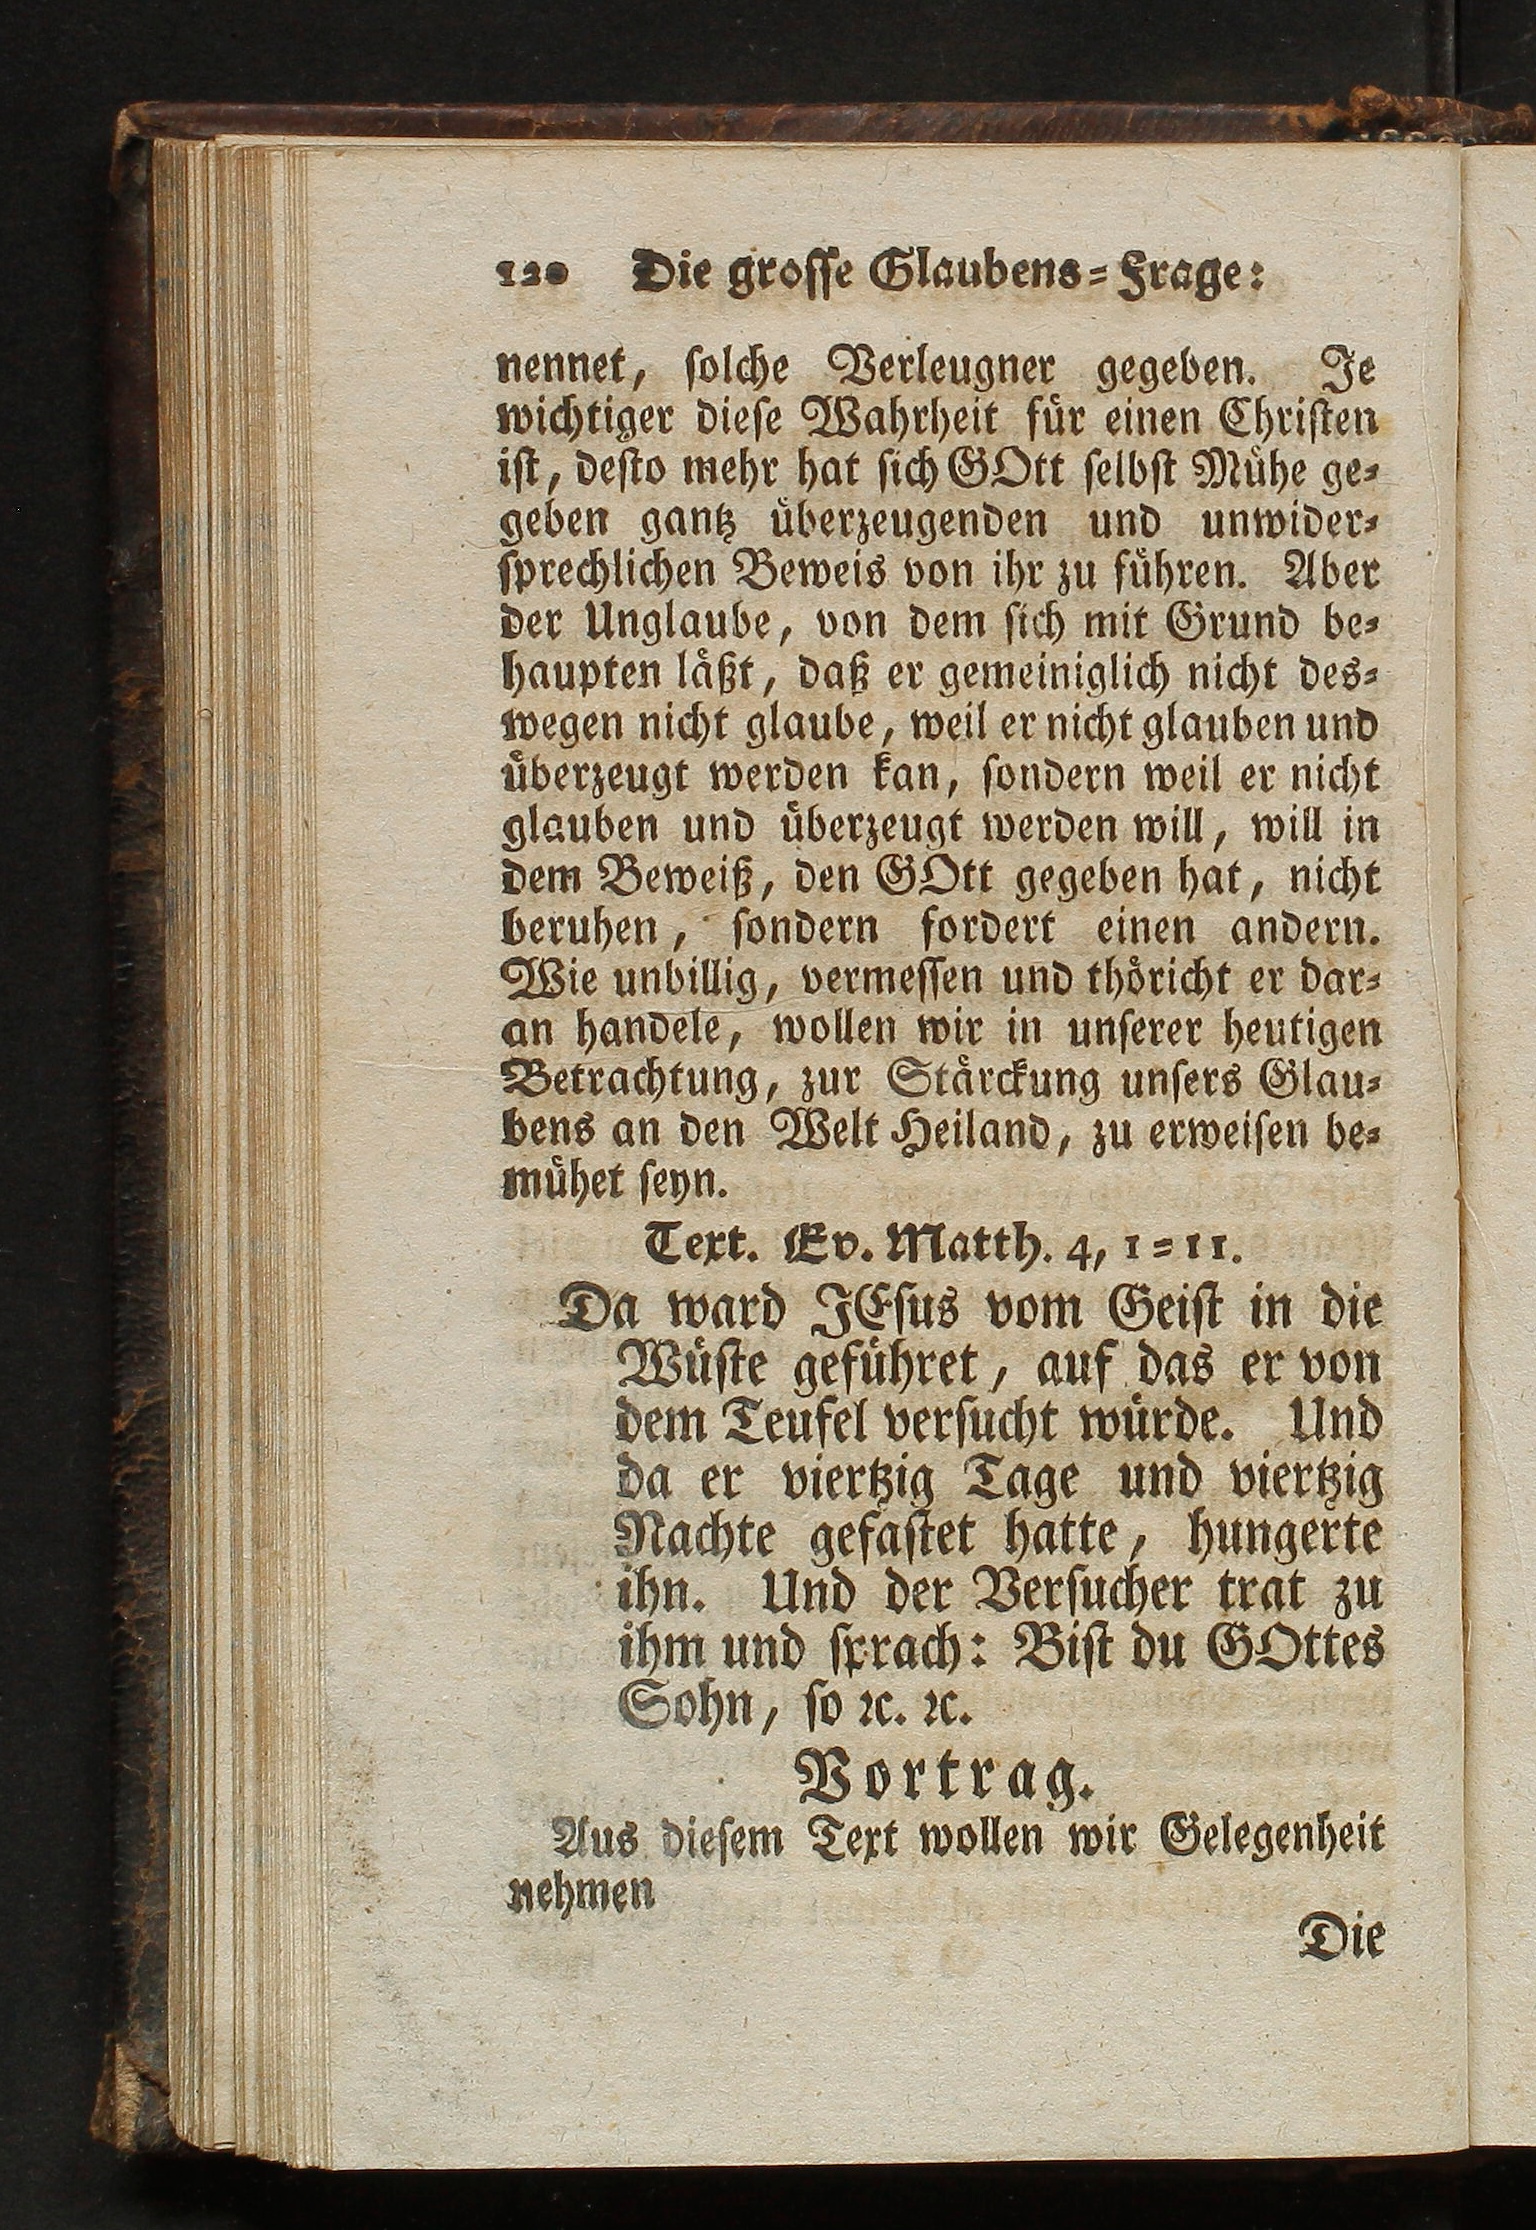 120 Die grosse Glaubens=Frage:
nennet, solche Verleugner gegeben. Je
wichtiger diese Wahrheit für einen Christen
ist, desto mehr hat sich GOtt selbst Mühe ge=
geben gantz überzeugenden und unwider=
sprechlichen Beweis von ihr zu führen. Aber
der Unglaube, von dem sich mit Grund be=
haupten läßt, daß er gemeiniglich nicht des=
wegen nicht glaube, weil er nicht glauben und
überzeugt werden kan, sondern weil er nicht
glauben und überzeugt werden will, will in
dem Beweiß, den GOtt gegeben hat, nicht
beruhen, sondern fordert einen andern.
Wie unbillig, vermessen und thöricht er dar=
an handele, wollen wir in unserer heutigen
Betrachtung, zur Stärckung unsers Glau=
bens an den Welt Heiland, zu erweisen be=
mühet seyn.
Text. Ev. Matth. 4, 1=11.
Da ward JEsus vom Geist in die
Wüste geführet, auf das er von
dem Teufel versucht würde. Und
da er viertzig Tage und viertzig
Nachte gefastet hatte, hungerte
ihn. Und der Versucher trat zu
ihm und sprach: Bist du GOttes
Sohn, so ꝛc. ꝛc.
Vortrag.
Aus diesem Text wollen wir Gelegenheit
nehmen
Die